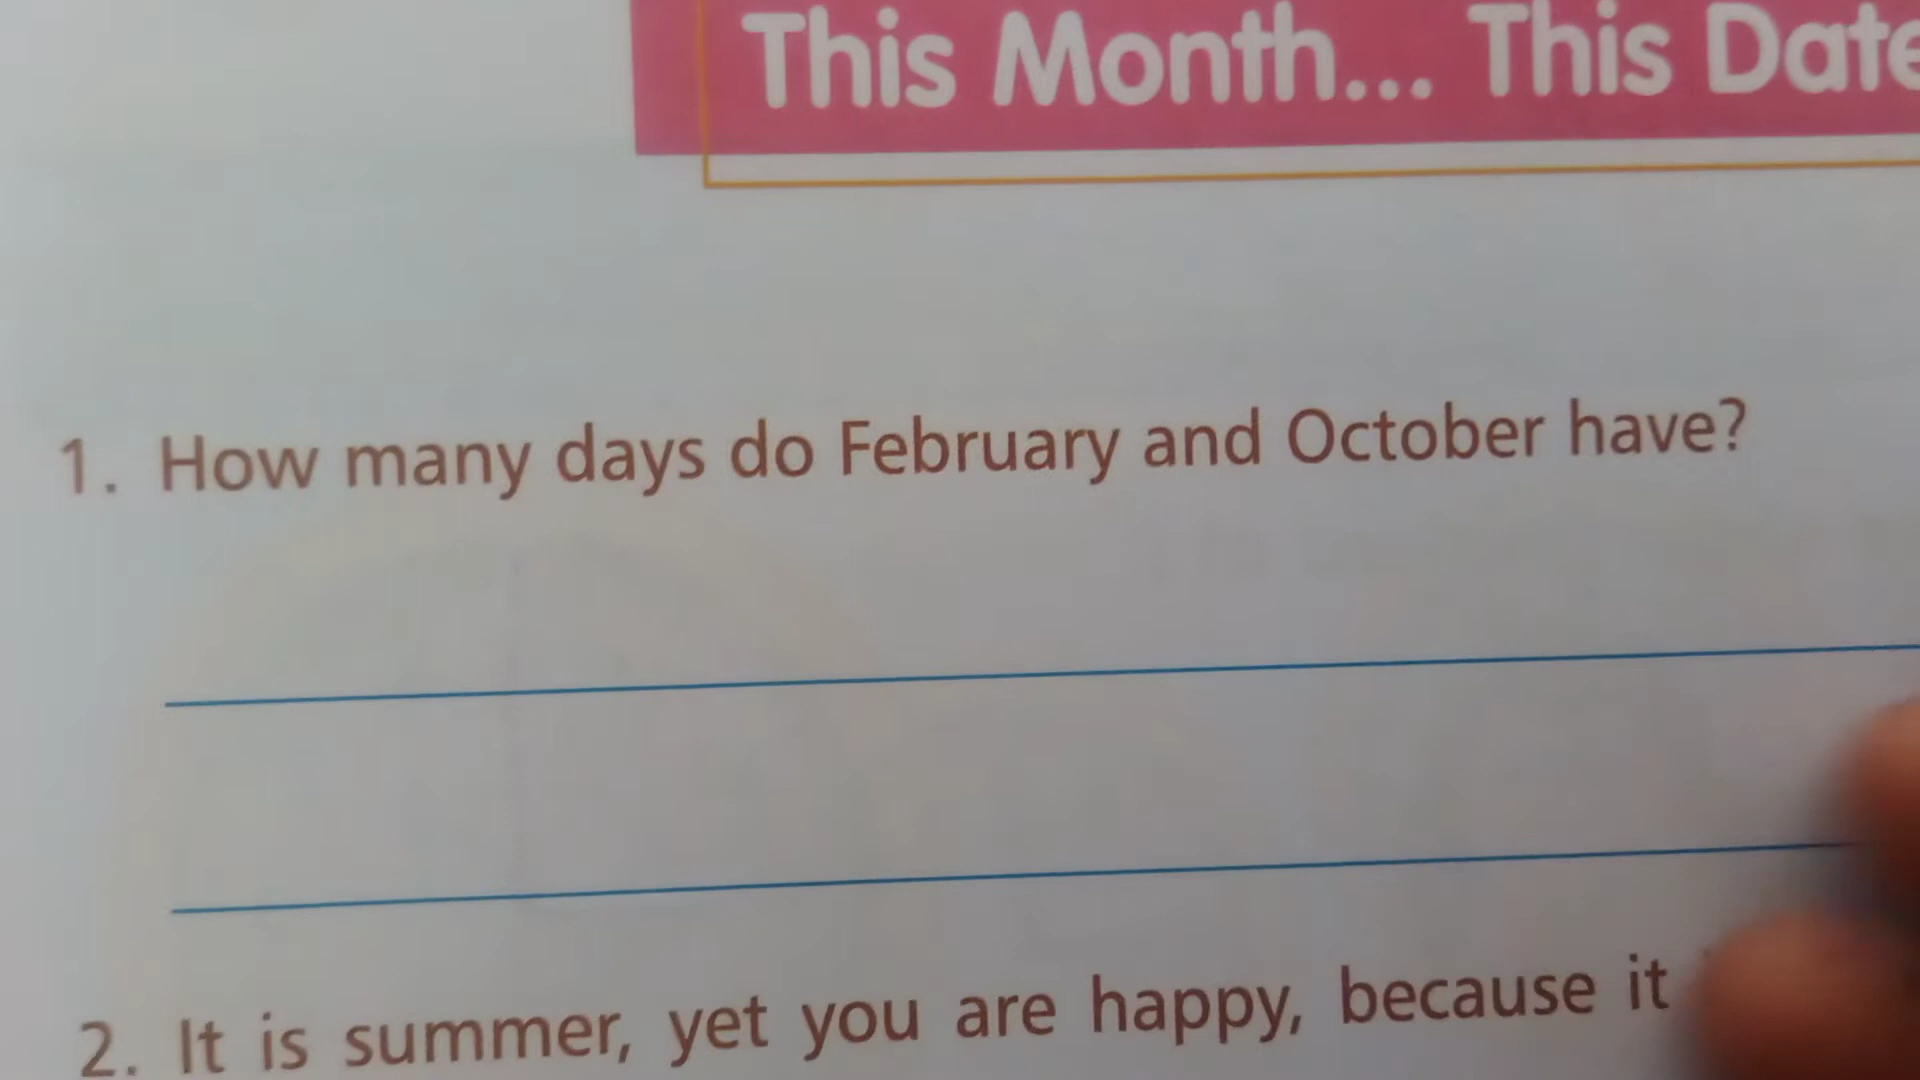 This Month... This Date
1. How many days do February and October have?
2. It is summer, yet you are happy, because it